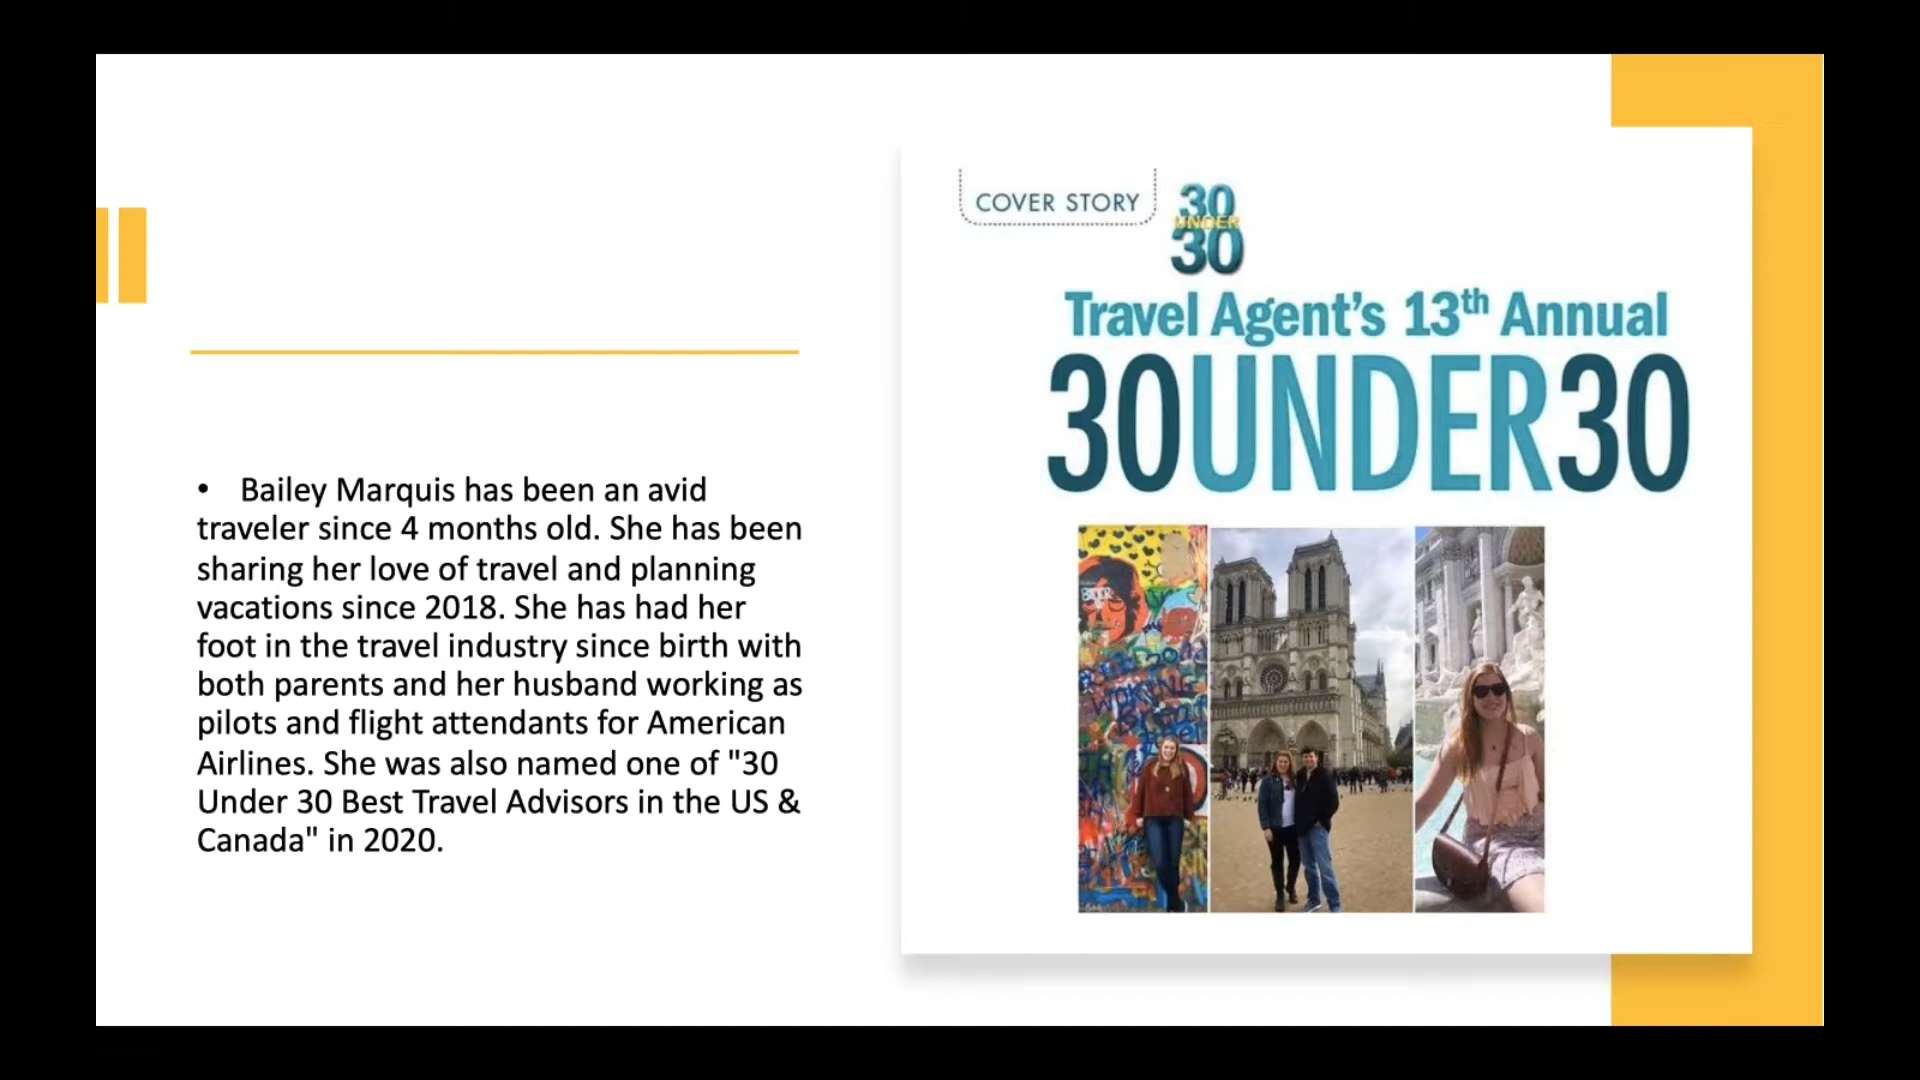 • Bailey Marquis has been an avid
traveler since 4 months old. She has been
sharing her love of travel and planning
vacations since 2018. She has had her
foot in the travel industry since birth with
both parents and her husband working as
pilots and flight attendants for American
Airlines. She was also named one of "30
Under 30 Best Travel Advisors in the US &
Canada" in 2020.
COVER STORY
30
UNDER
30
Travel Agent's 13th Annual
30UNDER30